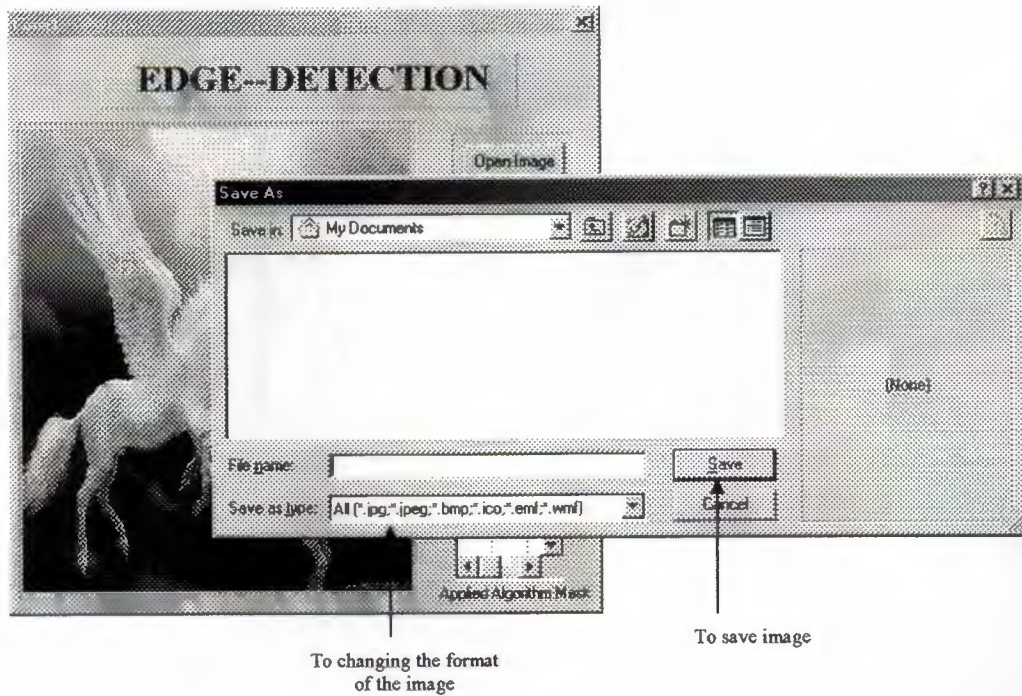 EDGE--DETECTION
Open Image
Save As
Save in: My Documents
(None)
File name:
Save
Save as type: All (*.jpg;*.jpeg;*.bmp;*.ico;*.emf;*.wmf)
Cancel
Applied Algorithm Mask
To save image
To changing the format
of the image